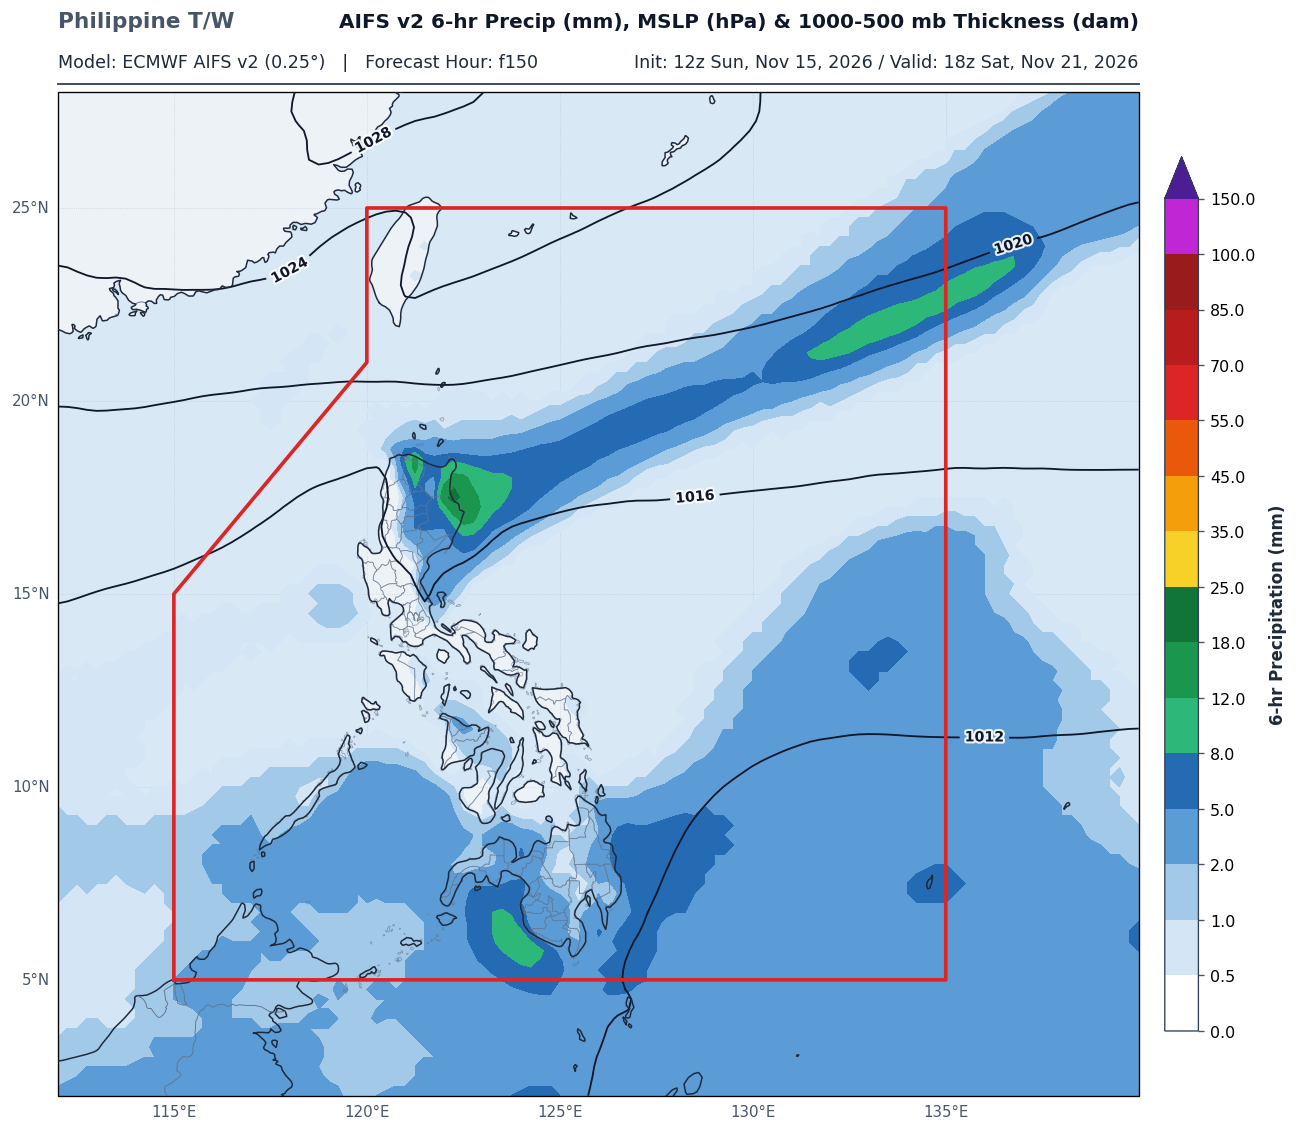 Philippine T/W
AIFS v2 6-hr Precip (mm), MSLP (hPa) & 1000-500 mb Thickness (dam)
Model: ECMWF AIFS v2 (0.25°) | Forecast Hour: f150
Init: 12z Sun, Nov 15, 2026 / Valid: 18z Sat, Nov 21, 2026
1028
1024
1020
1016
1012
25°N
20°N
15°N
10°N
5°N
115°E
120°E
125°E
130°E
135°E
150.0
100.0
85.0
70.0
55.0
45.0
35.0
25.0
18.0
12.0
8.0
5.0
2.0
1.0
0.5
0.0
6-hr Precipitation (mm)